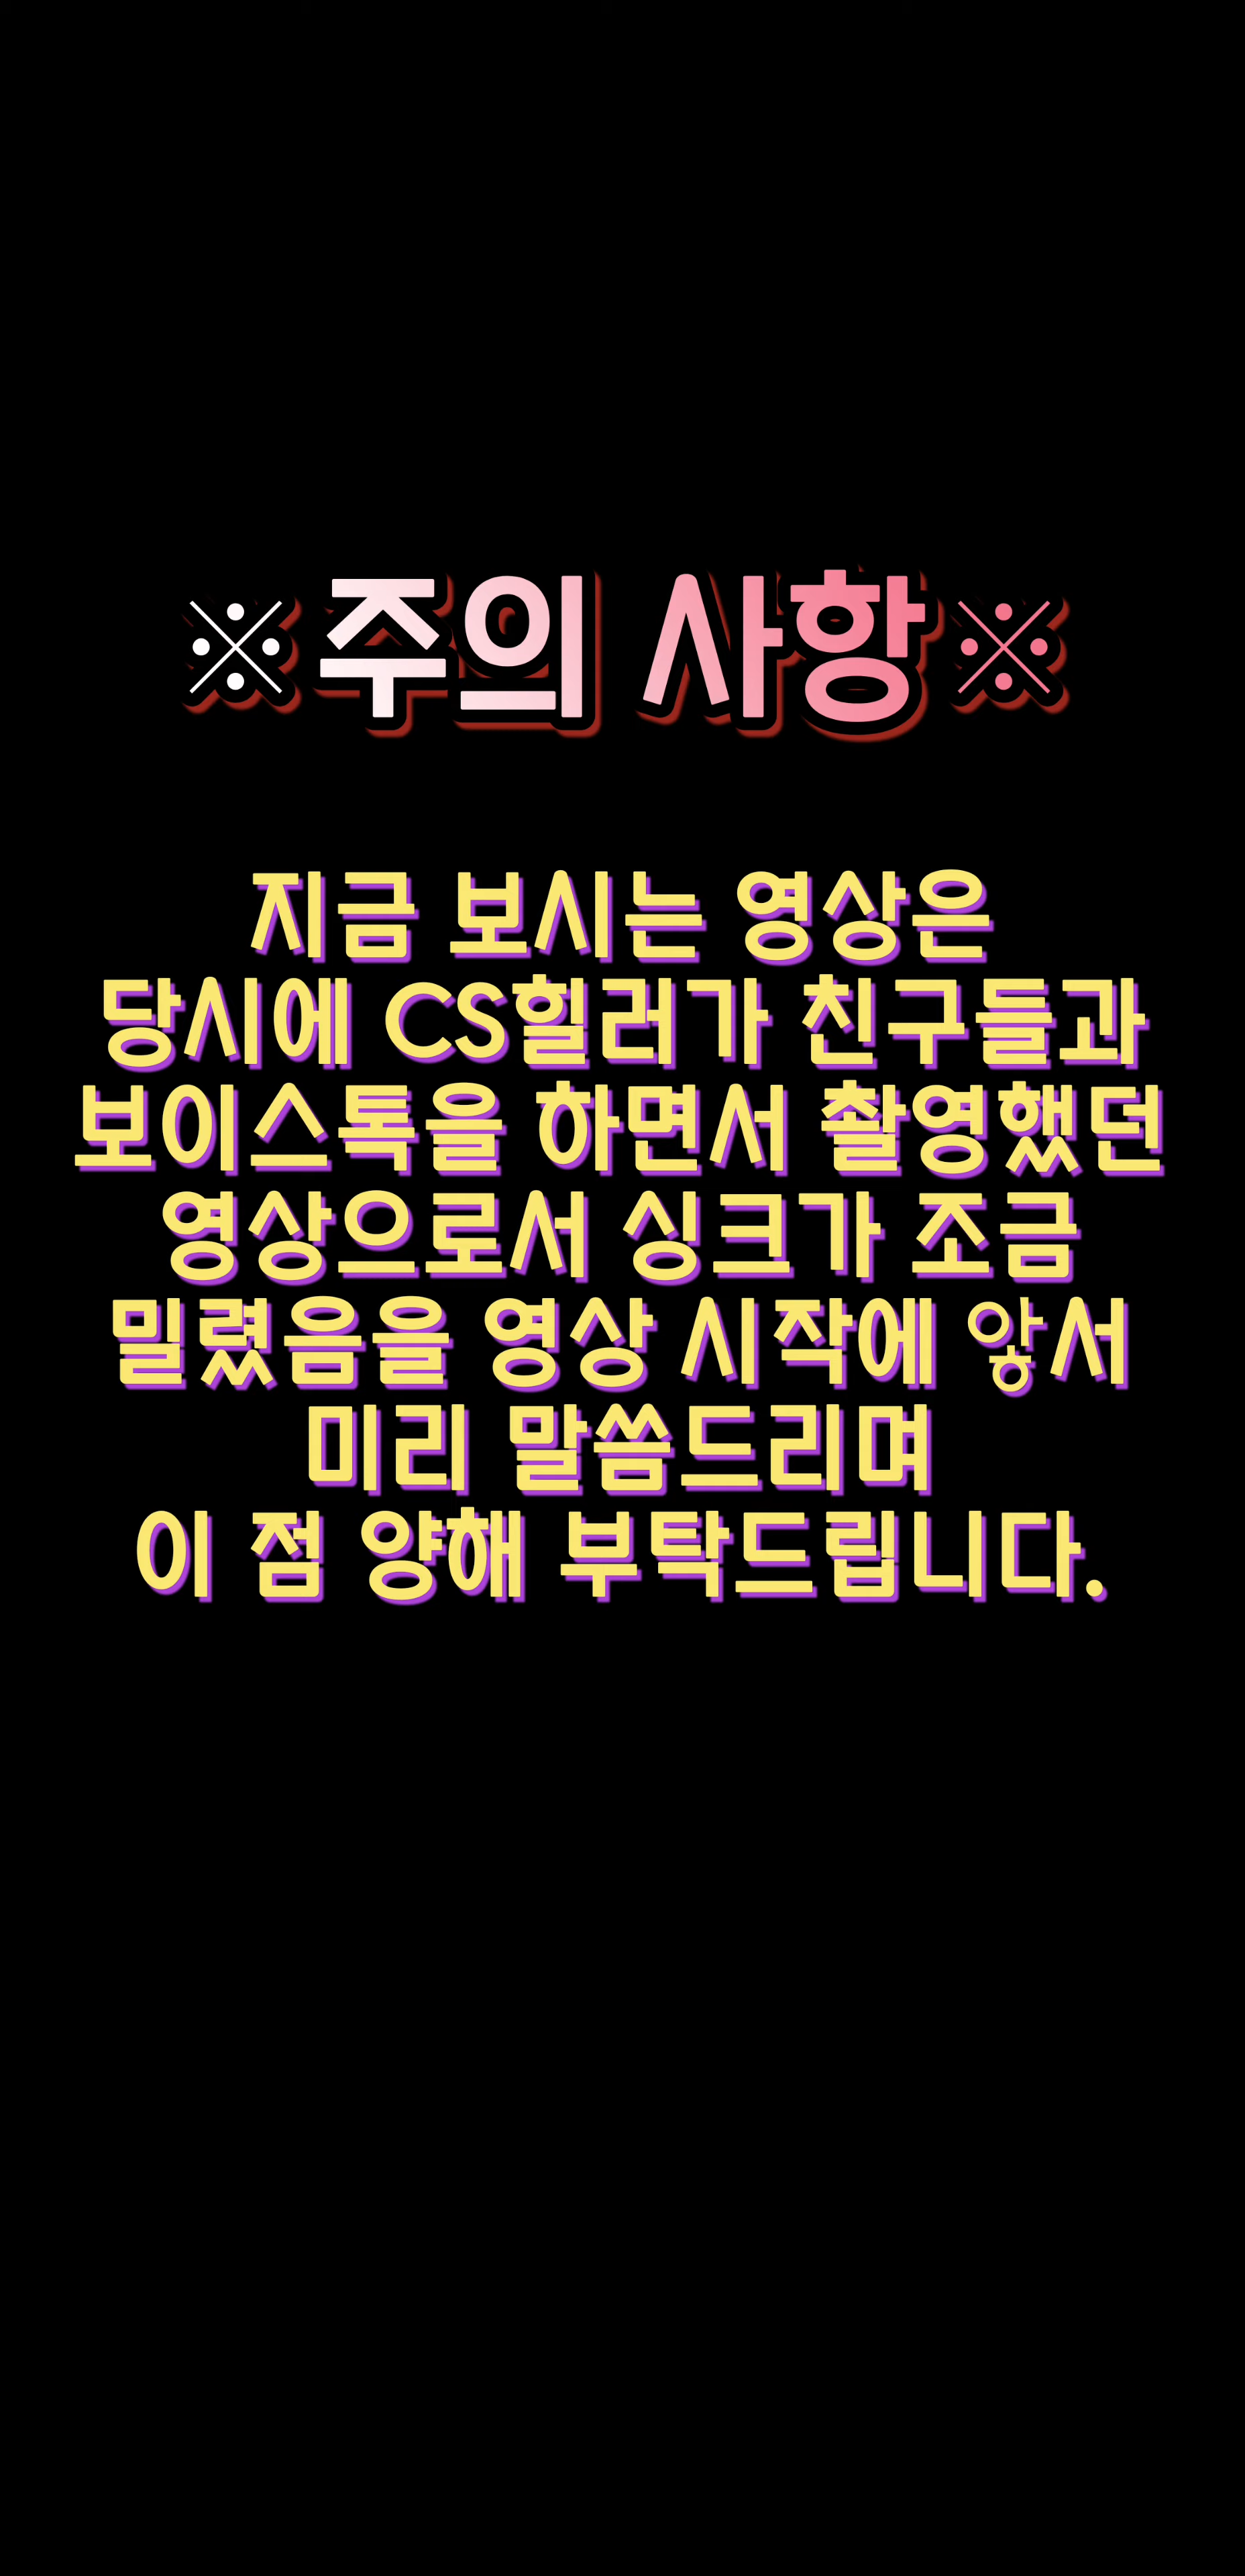 ※주의 사항※
지금 보시는 영상은
당시에 CS힐러가 친구들과
보이스톡을 하면서 촬영했던
영상으로서 싱크가 조금
밀렸음을 영상 시작에 앟서
미리 말씀드리며
이 점 양해 부탁드립니다.